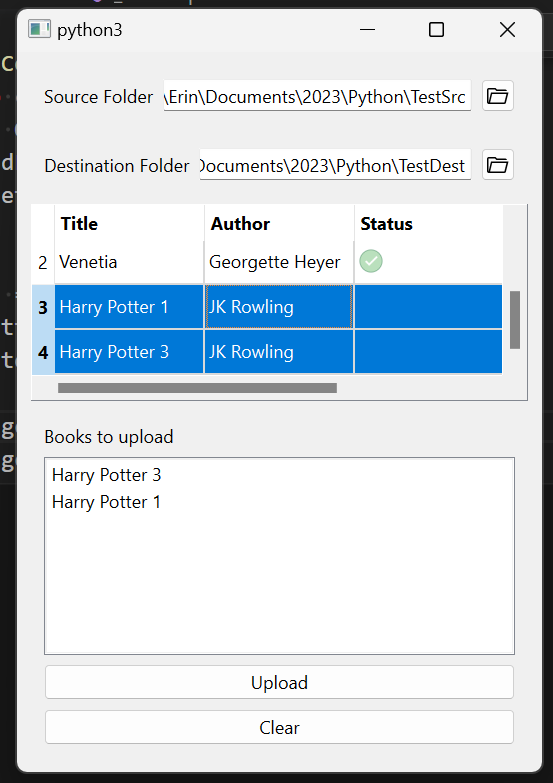 python3
Source Folder \Erin\Documents\2023\Python\TestSrc
Destination Folder Documents\2023\Python\TestDest
Title Author Status
2 Venetia Georgette Heyer
3 Harry Potter 1 JK Rowling
4 Harry Potter 3 JK Rowling
Books to upload
Harry Potter 3
Harry Potter 1
Upload
Clear